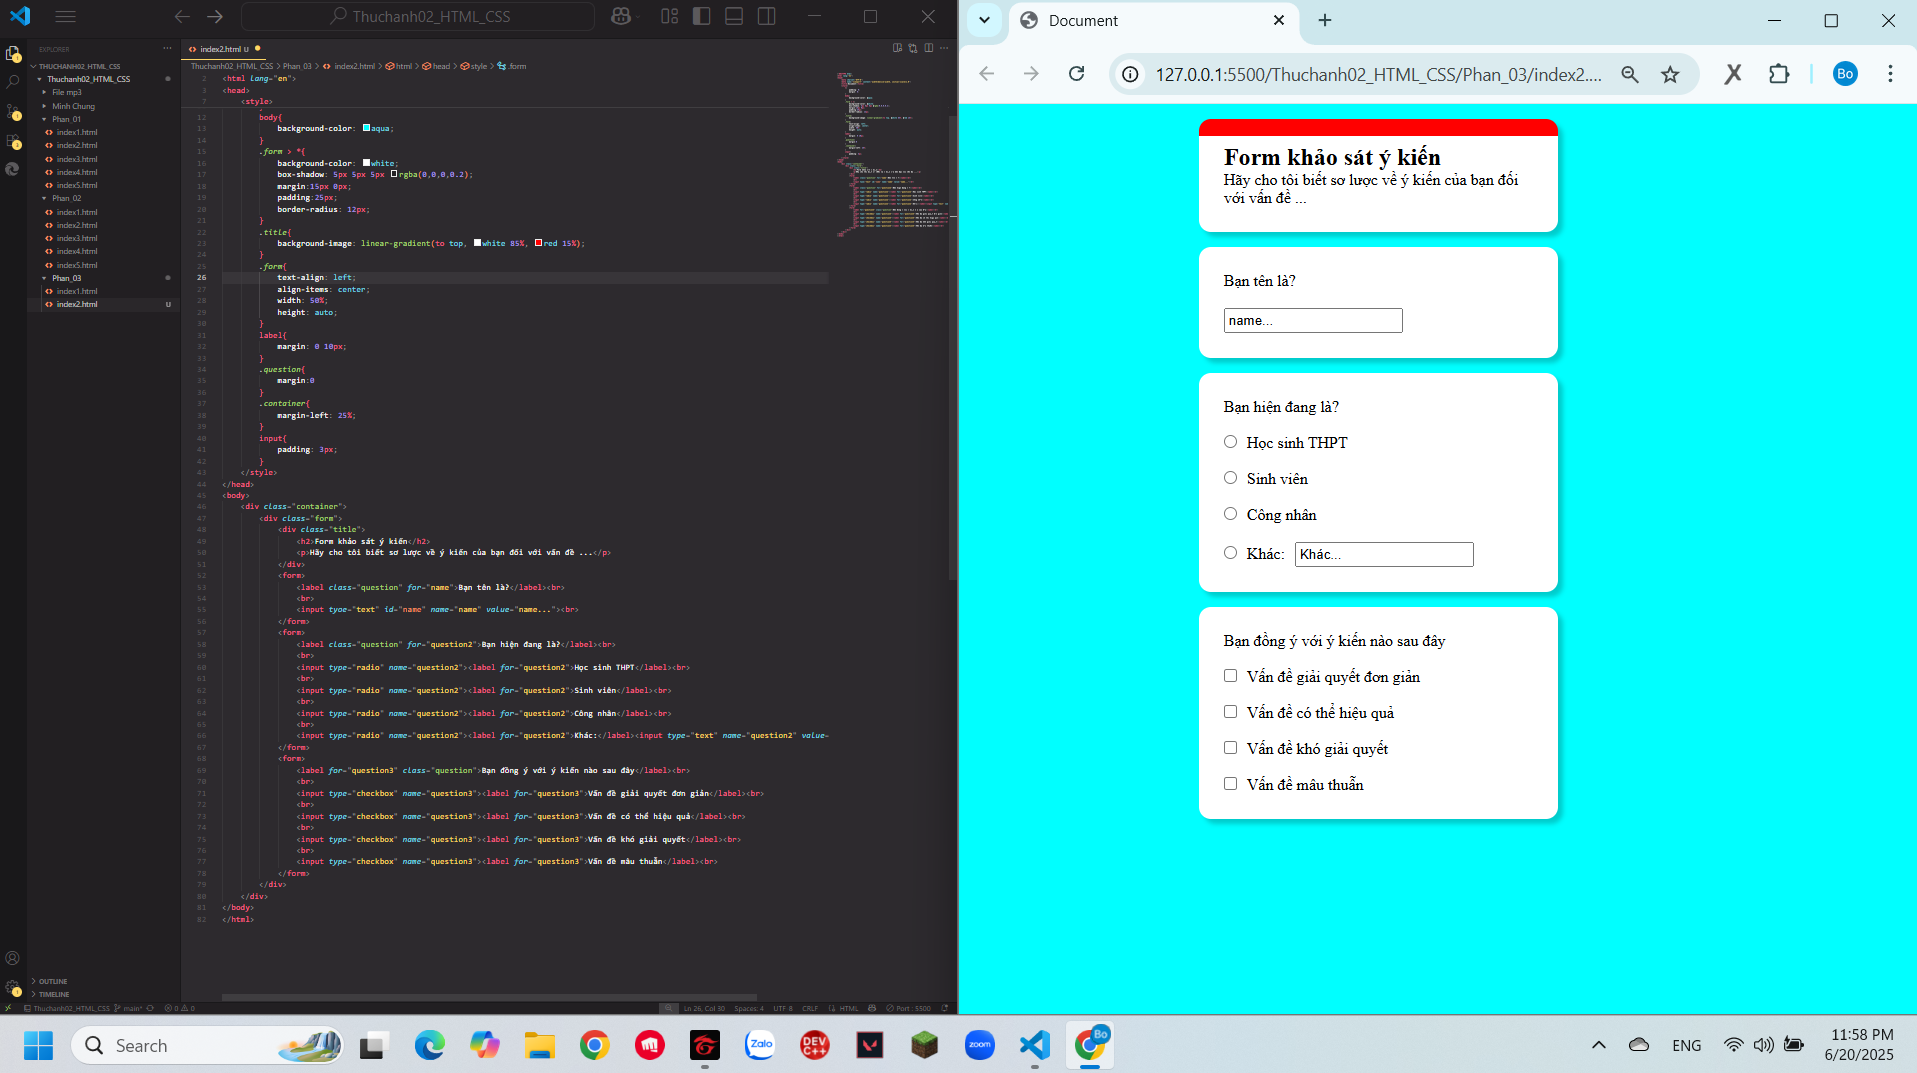 Thuchanh02_HTML_CSS
EXPLORER
THUCHANH02_HTML_CSS
Thuchanh02_HTML_CSS
File mp3
Minh Chung
Phan_01
index1.html
index2.html
index3.html
index4.html
index5.html
Phan_02
index1.html
index2.html
index3.html
index4.html
index5.html
Phan_03
index1.html
index2.html U
OUTLINE
TIMELINE
index2.html U
Thuchanh02_HTML_CSS > Phan_03 > index2.html > html > head > style > .form
2 <html lang="en">
3 <head>
7 <style>
12 body{
13 background-color: aqua;
14 }
15 .form > *{
16 background-color: white;
17 box-shadow: 5px 5px 5px rgba(0,0,0,0.2);
18 margin:15px 0px;
19 padding:25px;
20 border-radius: 12px;
21 }
22 .title{
23 background-image: linear-gradient(to top, white 85%, red 15%);
24 }
25 .form{
26 text-align: left;
27 align-items: center;
28 width: 50%;
29 height: auto;
30 }
31 label{
32 margin: 0 10px;
33 }
34 .question{
35 margin:0
36 }
37 .container{
38 margin-left: 25%;
39 }
40 input{
41 padding: 3px;
42 }
43 </style>
44 </head>
45 <body>
46 <div class="container">
47 <div class="form">
48 <div class="title">
49 <h2>Form khảo sát ý kiến</h2>
50 <p>Hãy cho tôi biết sơ lược về ý kiến của bạn đối với vấn đề ...</p>
51 </div>
52 <form>
53 <label class="question" for="name">Bạn tên là?</label><br>
54 <br>
55 <input tyoe="text" id="name" name="name" value="name..."><br>
56 </form>
57 <form>
58 <label class="question" for="question2">Bạn hiện đang là?</label><br>
59 <br>
60 <input type="radio" name="question2"><label for="question2">Học sinh THPT</label><br>
61 <br>
62 <input type="radio" name="question2"><label for="question2">Sinh viên</label><br>
63 <br>
64 <input type="radio" name="question2"><label for="question2">Công nhân</label><br>
65 <br>
66 <input type="radio" name="question2"><label for="question2">Khác:</label><input type="text" name="question2" value=
67 </form>
68 <form>
69 <label for="question3" class="question">Bạn đồng ý với ý kiến nào sau đây</label><br>
70 <br>
71 <input type="checkbox" name="question3"><label for="question3">Vấn đề giải quyết đơn giản</label><br>
72 <br>
73 <input type="checkbox" name="question3"><label for="question3">Vấn đề có thể hiệu quả</label><br>
74 <br>
75 <input type="checkbox" name="question3"><label for="question3">Vấn đề khó giải quyết</label><br>
76 <br>
77 <input type="checkbox" name="question3"><label for="question3">Vấn đề mâu thuẫn</label><br>
78 </form>
79 </div>
80 </div>
81 </body>
82 </html>
Thuchanh02_HTML_CSS main* 0 0 Ln 26, Col 30 Spaces: 4 UTF-8 CRLF HTML Port : 5500
Document
127.0.0.1:5500/Thuchanh02_HTML_CSS/Phan_03/index2....
Bo
Form khảo sát ý kiến
Hãy cho tôi biết sơ lược về ý kiến của bạn đối
với vấn đề ...
Bạn tên là?
name...
Bạn hiện đang là?
Học sinh THPT
Sinh viên
Công nhân
Khác: Khác...
Bạn đồng ý với ý kiến nào sau đây
Vấn đề giải quyết đơn giản
Vấn đề có thể hiệu quả
Vấn đề khó giải quyết
Vấn đề mâu thuẫn
Search
Zalo
DEV
C++
zoom
Bo
ENG
11:58 PM
6/20/2025